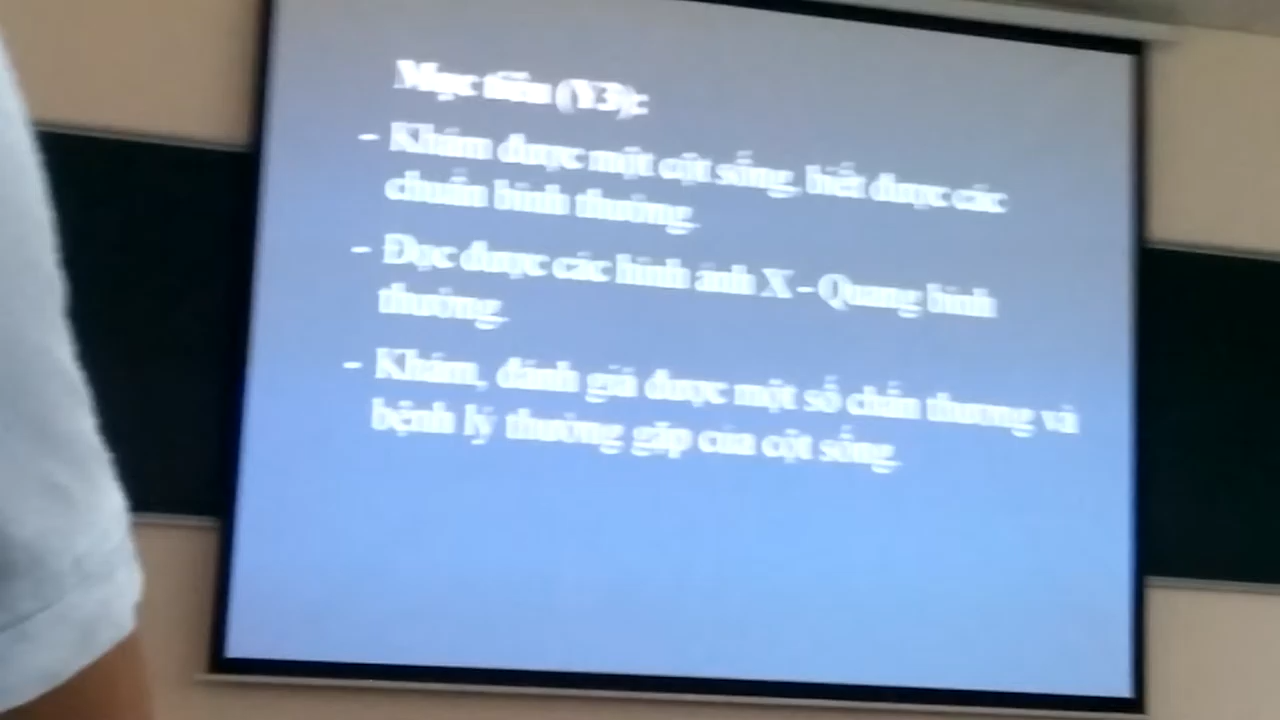 Mục tiêu (Y3):
- Khám được một cột sống, biết được các
chuẩn bình thường.
- Đọc được các hình ảnh X - Quang bình
thường.
- Khám, đánh giá được một số chấn thương và
bệnh lý thường gặp của cột sống.